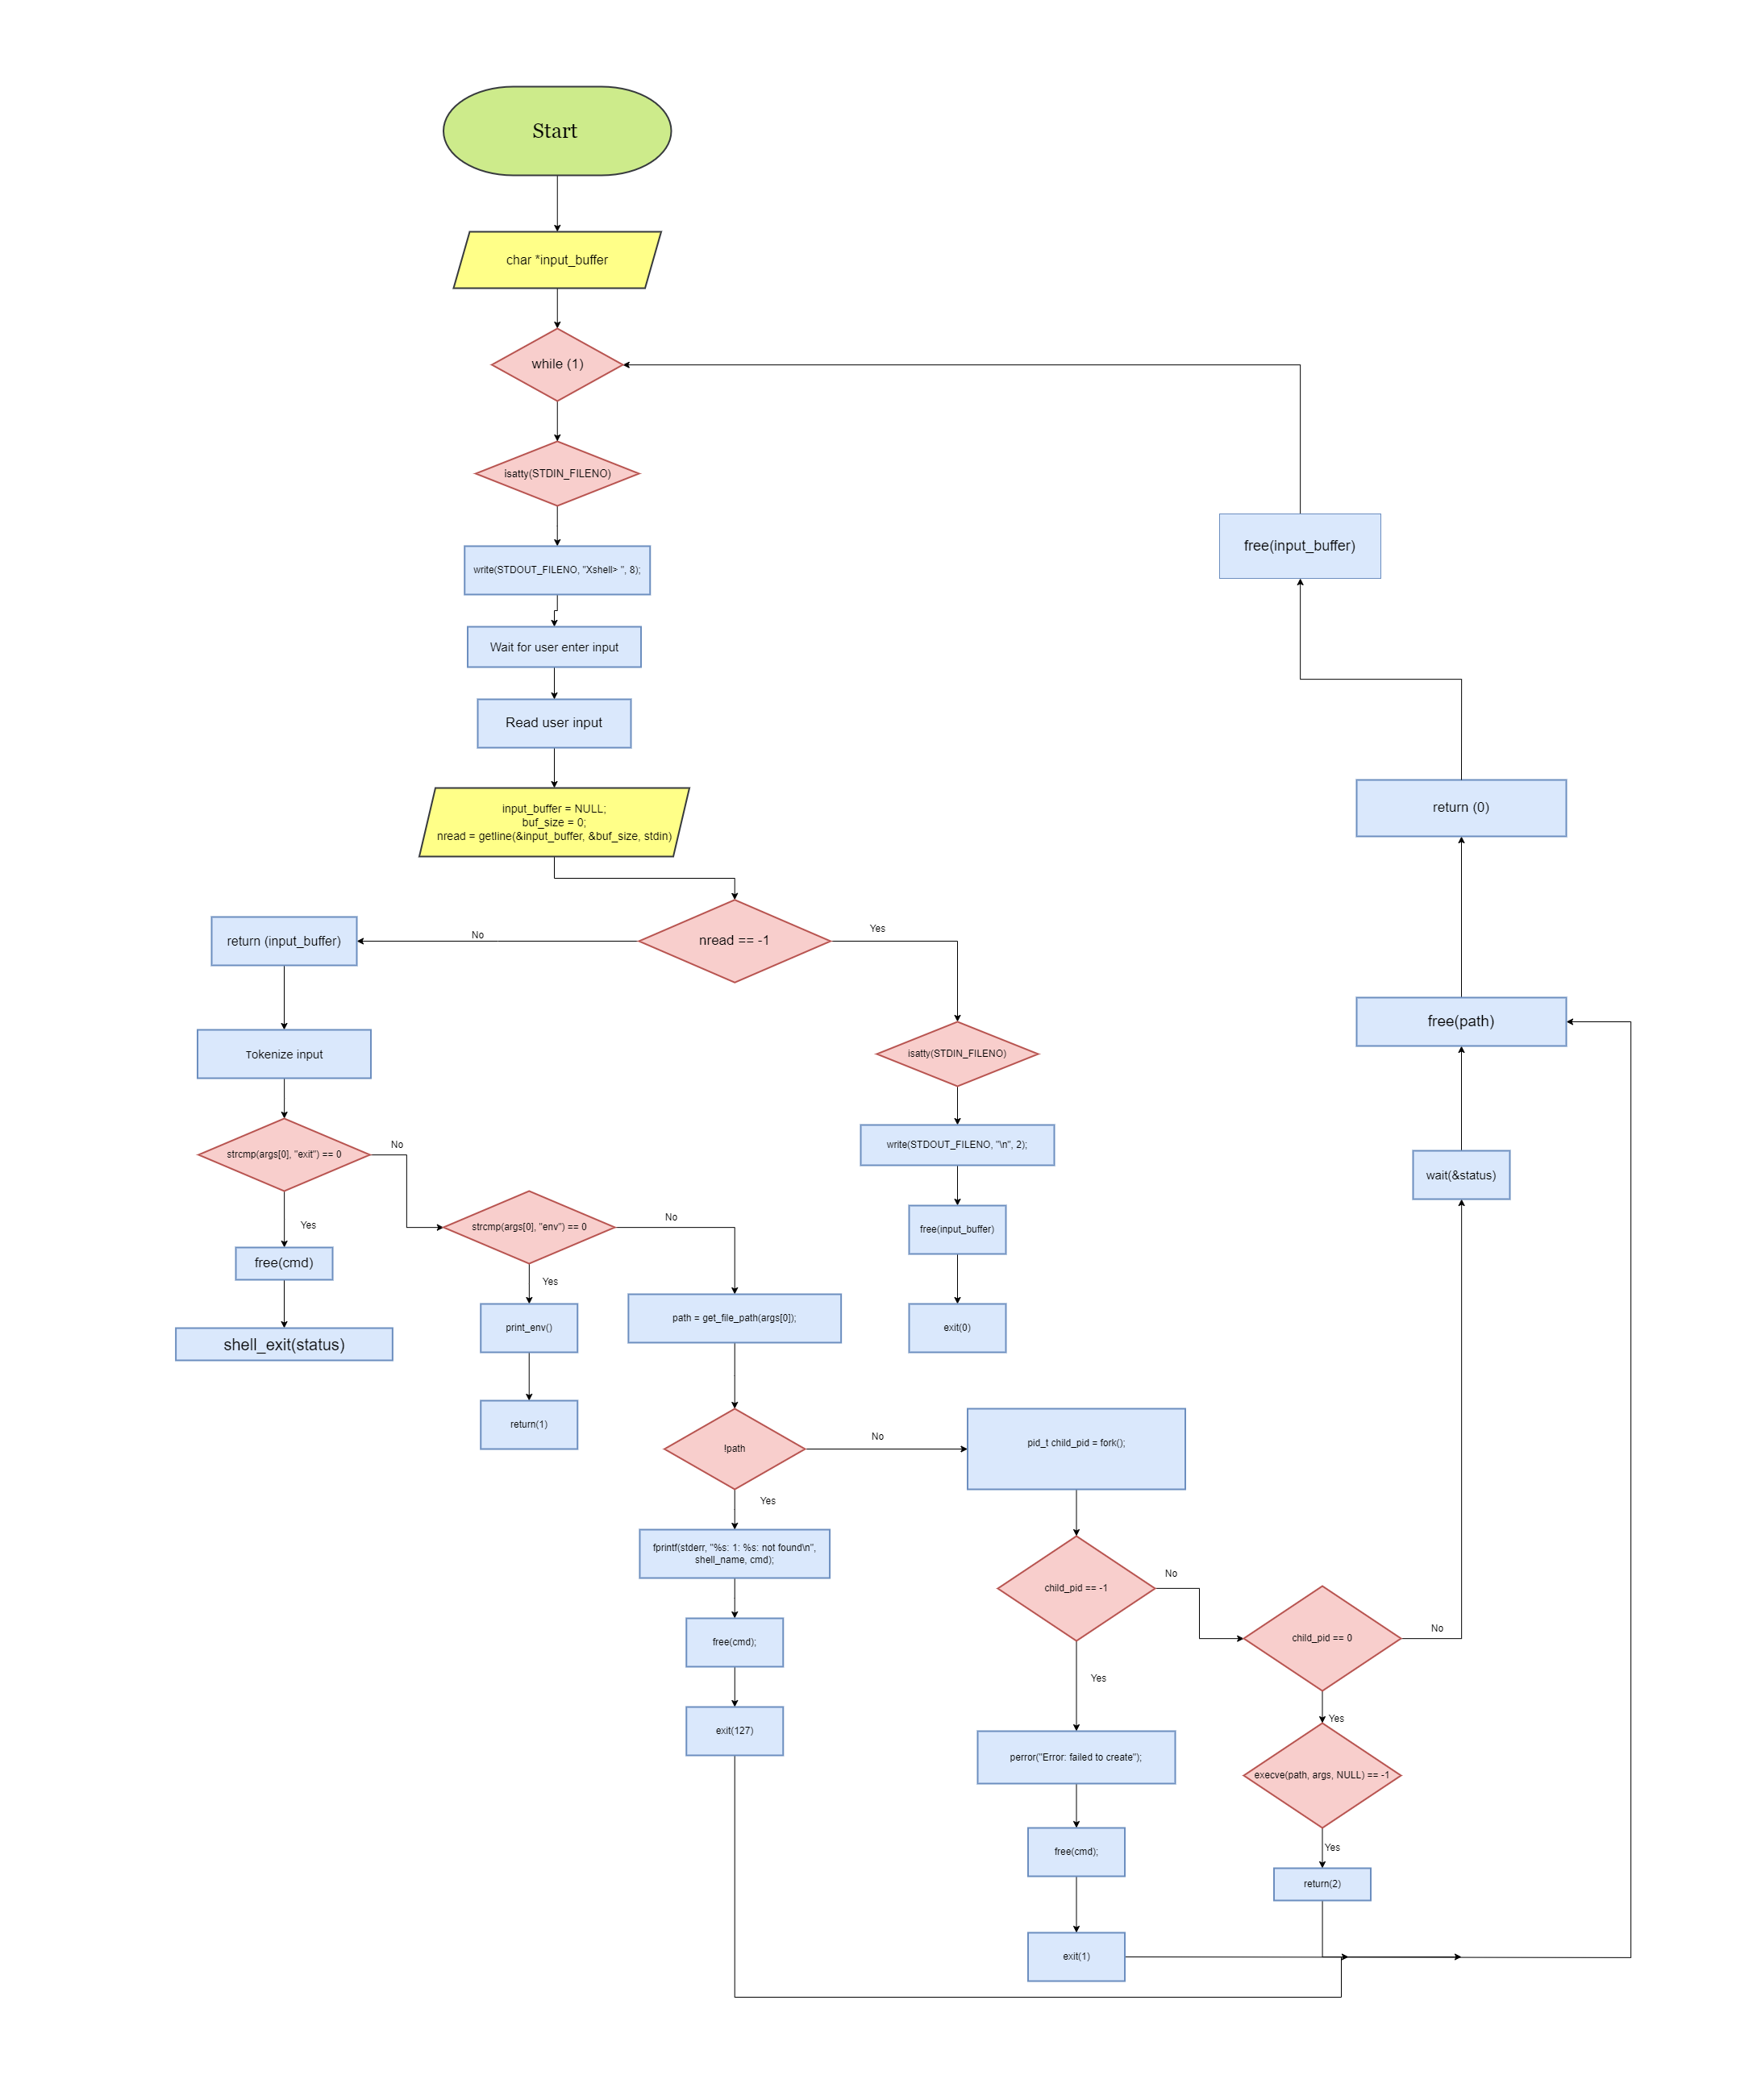 Start
char *input_buffer
while (1)
isatty(STDIN_FILENO)
write(STDOUT_FILENO, "Xshell> ", 8);
Wait for user enter input
Read user input
input_buffer = NULL;
buf_size = 0;
nread = getline(&input_buffer, &buf_size, stdin)
nread == -1
No
Yes
return (input_buffer)
Tokenize input
strcmp(args[0], "exit") == 0
No
Yes
free(cmd)
shell_exit(status)
strcmp(args[0], "env") == 0
No
Yes
print_env()
return(1)
isatty(STDIN_FILENO)
write(STDOUT_FILENO, "\n", 2);
free(input_buffer)
exit(0)
path = get_file_path(args[0]);
!path
No
Yes
fprintf(stderr, "%s: 1: %s: not found\n",
shell_name, cmd);
free(cmd);
exit(127)
pid_t child_pid = fork();
child_pid == -1
No
Yes
perror("Error: failed to create");
free(cmd);
exit(1)
child_pid == 0
No
Yes
execve(path, args, NULL) == -1
Yes
return(2)
wait(&status)
free(path)
return (0)
free(input_buffer)